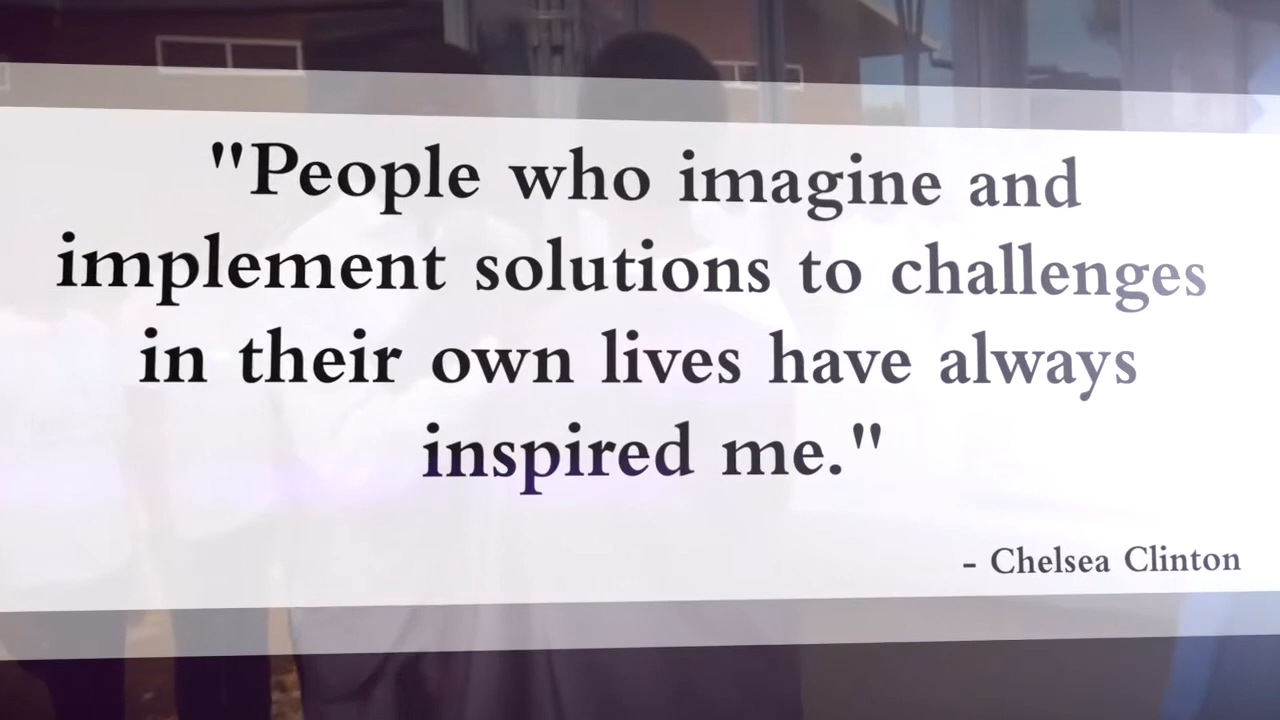 "People who imagine and
implement solutions to challenges
in their own lives have always
inspired me."
- Chelsea Clinton